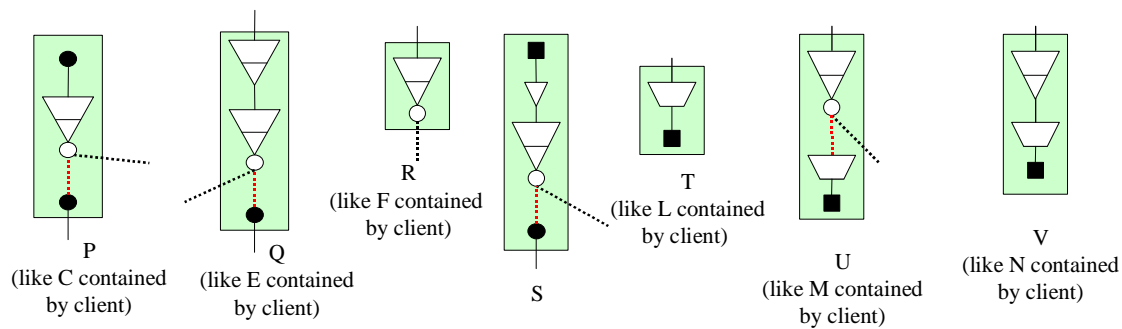 P
(like C contained
by client)
Q
(like E contained
by client)
R
(like F contained
by client)
S
T
(like L contained
by client)
U
(like M contained
by client)
V
(like N contained
by client)